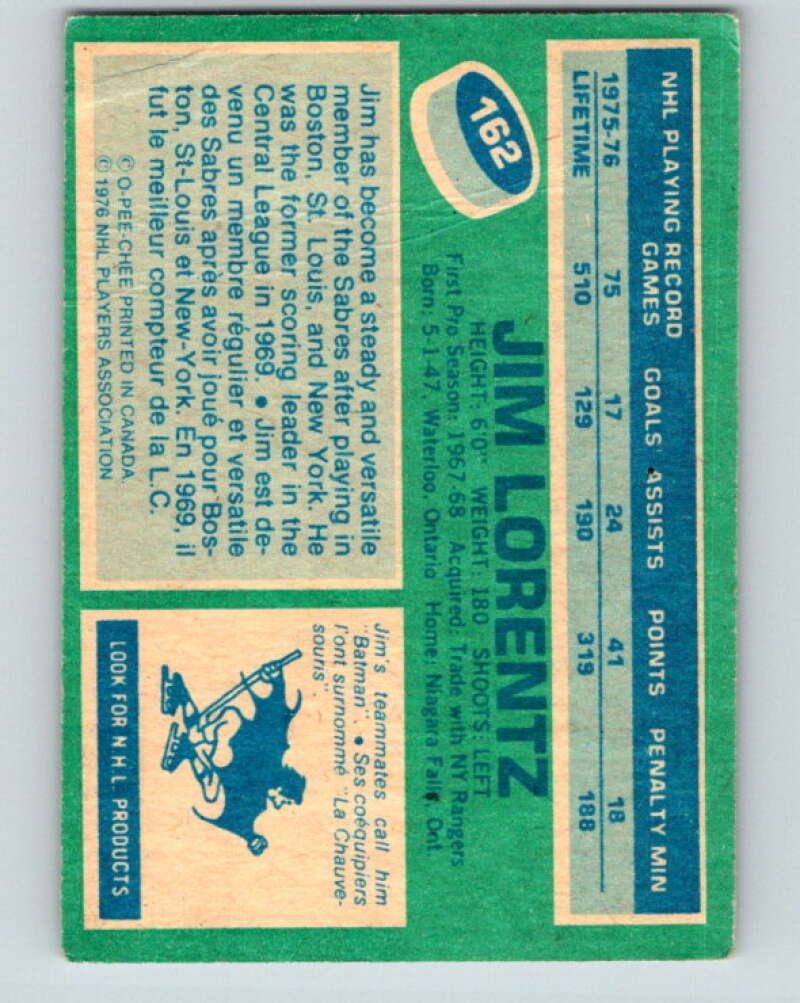 NHL PLAYING RECORD
GAMES GOALS ASSISTS POINTS PENALTY MIN
1975-76 75 17 24 41 18
LIFETIME 510 129 190 319 188
162
JIM LORENTZ
HEIGHT: 6'0" WEIGHT: 180 SHOOTS: LEFT
First Pro Season: 1967-68 Acquired: Trade with NY Rangers
Born: 5-1-47, Waterloo, Ontario Home: Niagara Falls Ont.
Jim has become a steady and versatile
member of the Sabres after playing in
Boston, St. Louis, and New York. He
was the former scoring leader in the
Central League in 1969. • Jim est de-
venu un membre régulier et versatile
des Sabres après avoir joué pour Bos-
ton, St-Louis et New-York. En 1969, il
fut le meilleur compteur de la L.C.
© O-PEE-CHEE PRINTED IN CANADA.
© 1976 NHL PLAYERS ASSOCIATION
Jim's teammates call him
"Batman". • Ses coéquipiers
l'ont surnommé "La Chauve-
souris".
LOOK FOR N.H.L. PRODUCTS